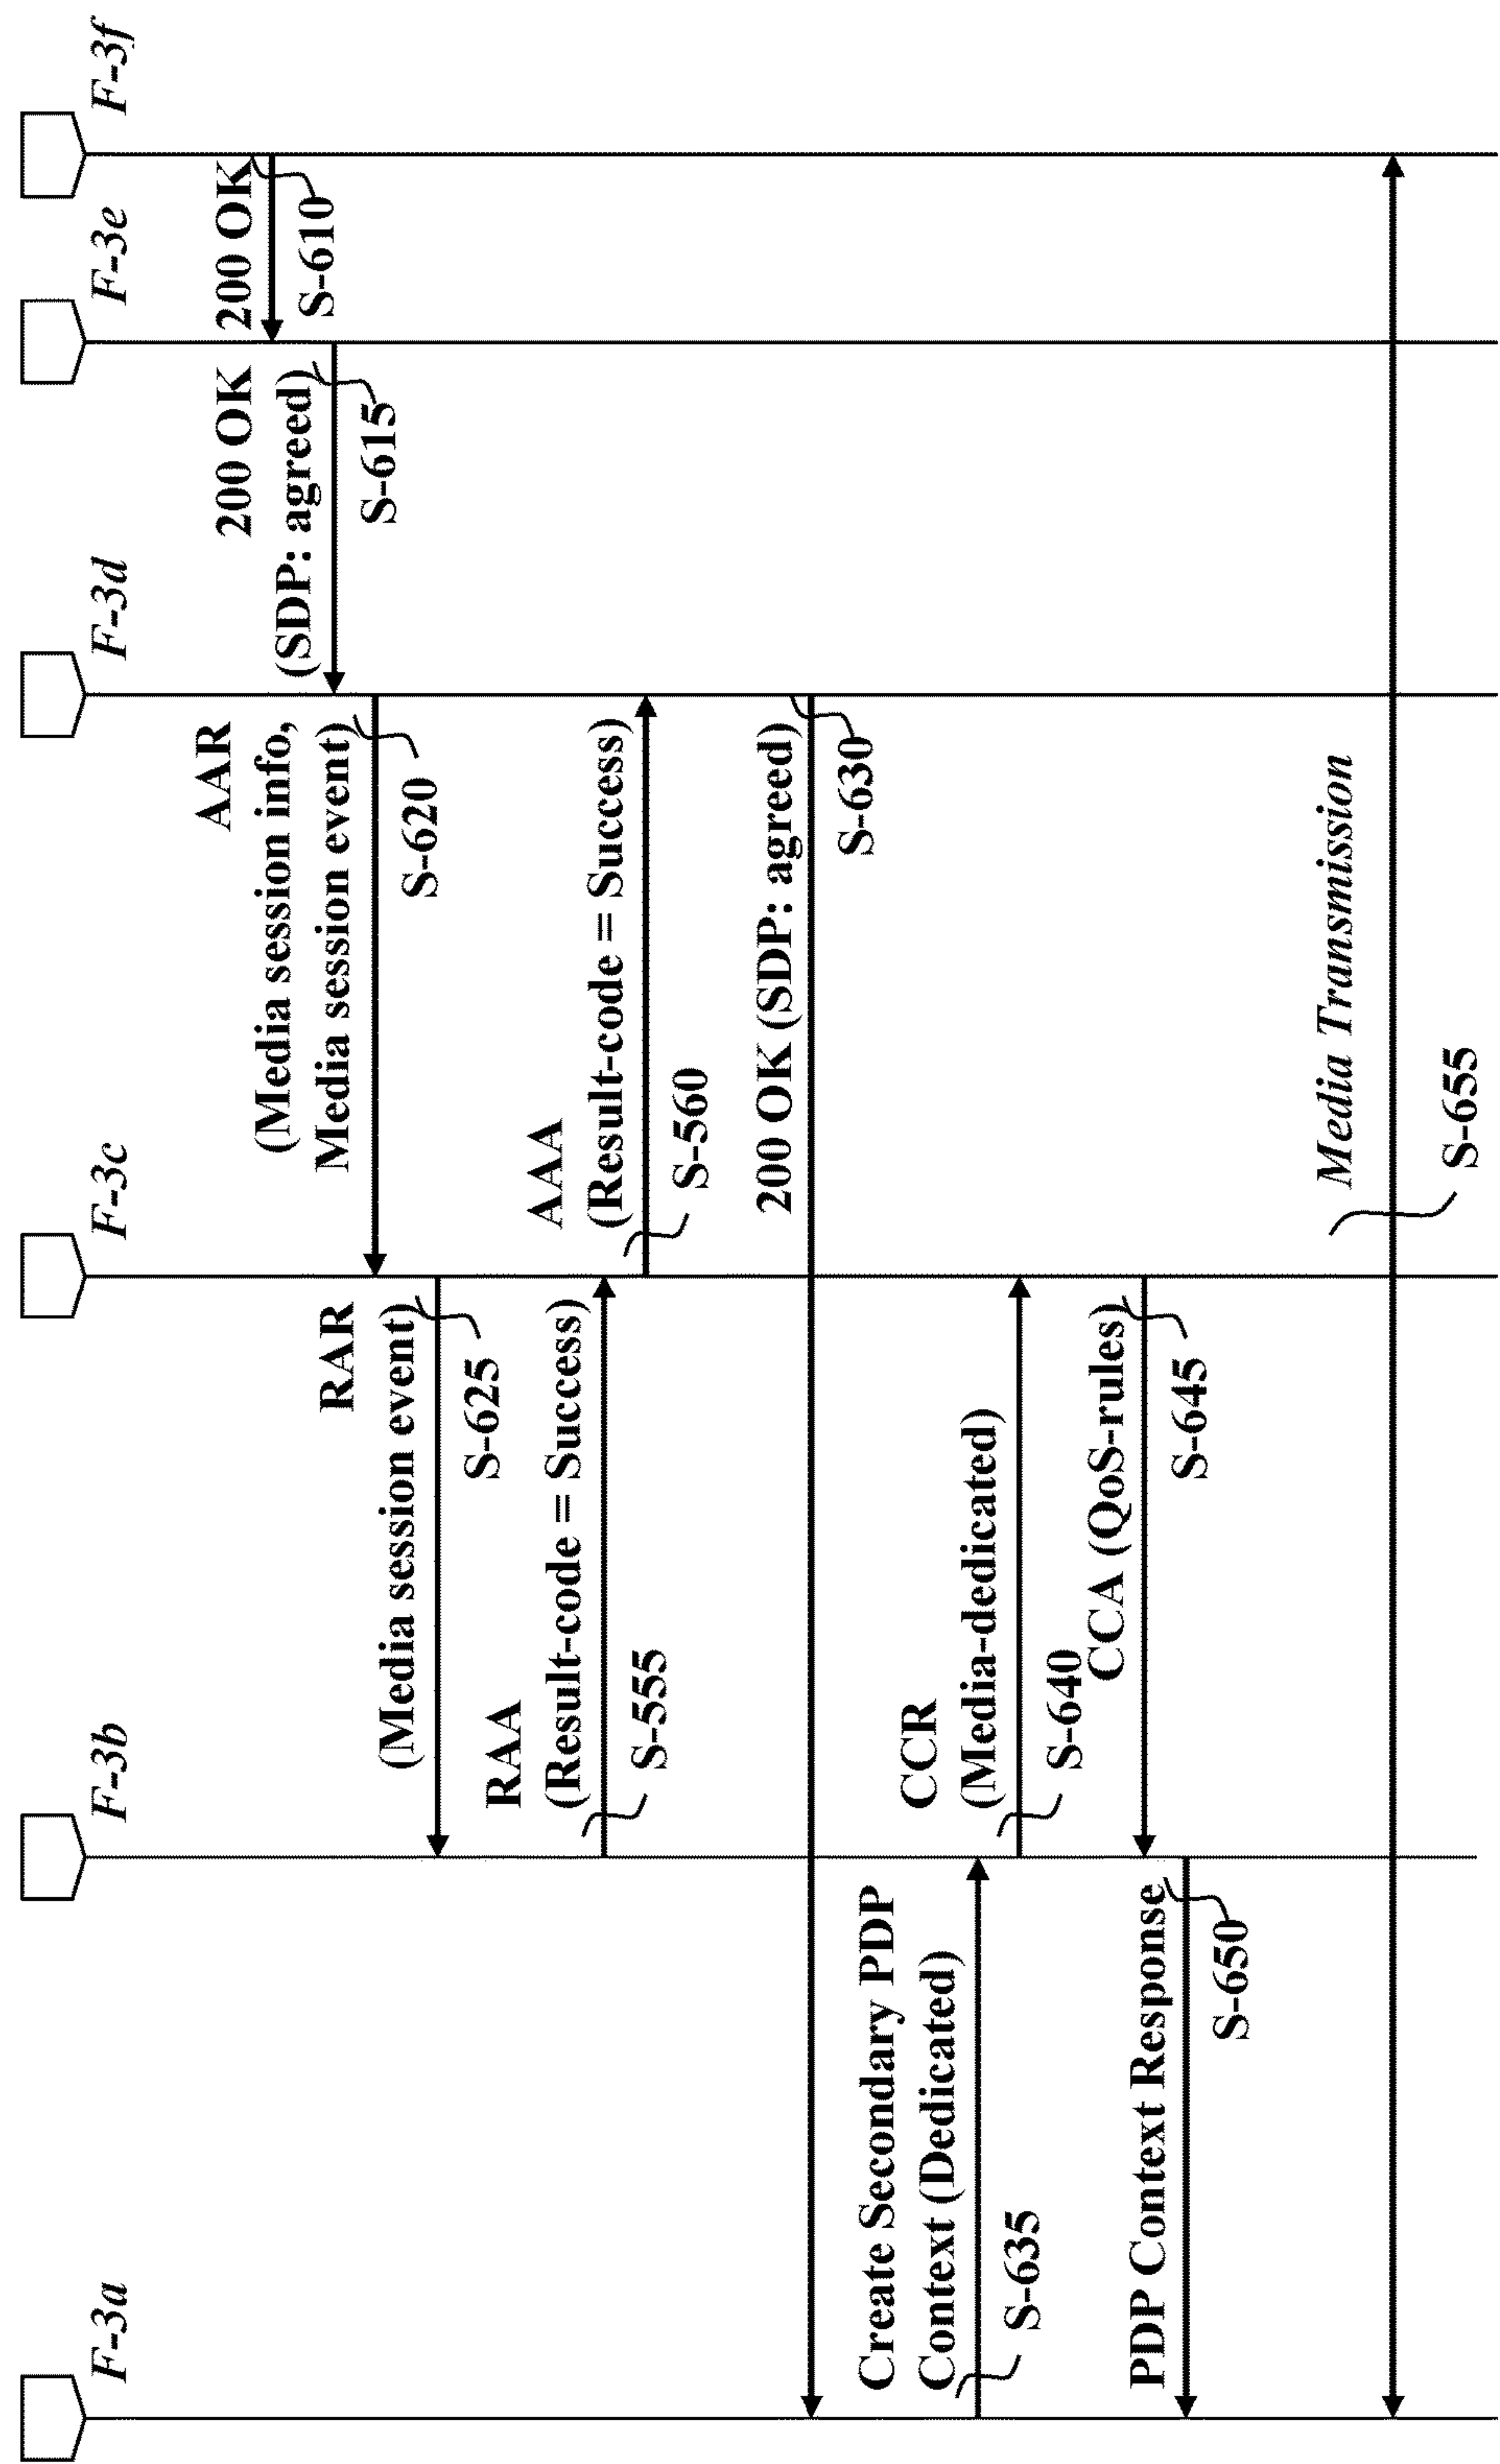 F-3a
F-3b
F-3c
F-3d
F-3e
F-3f
200 OK
S-610
200 OK
(SDP: agreed)
S-615
AAR
(Media session info,
Media session event)
S-620
RAR
(Media session event)
S-625
RAA
(Result-code = Success)
S-555
AAA
(Result-code = Success)
S-560
200 OK (SDP: agreed)
S-630
Create Secondary PDP
Context (Dedicated)
S-635
CCR
(Media-dedicated)
S-640
CCA (QoS-rules)
S-645
PDP Context Response
S-650
Media Transmission
S-655